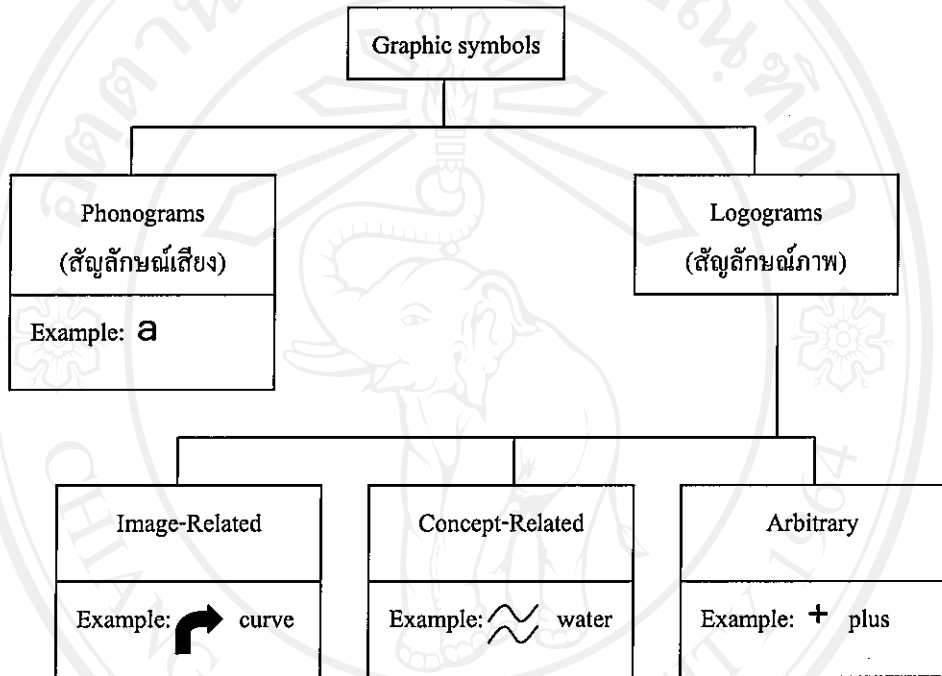 Graphic symbols
Phonograms
(สัญลักษณ์เสียง)
Example: a
Logograms
(สัญลักษณ์ภาพ)
Image-Related
Example: curve
Concept-Related
Example: water
Arbitrary
Example: + plus